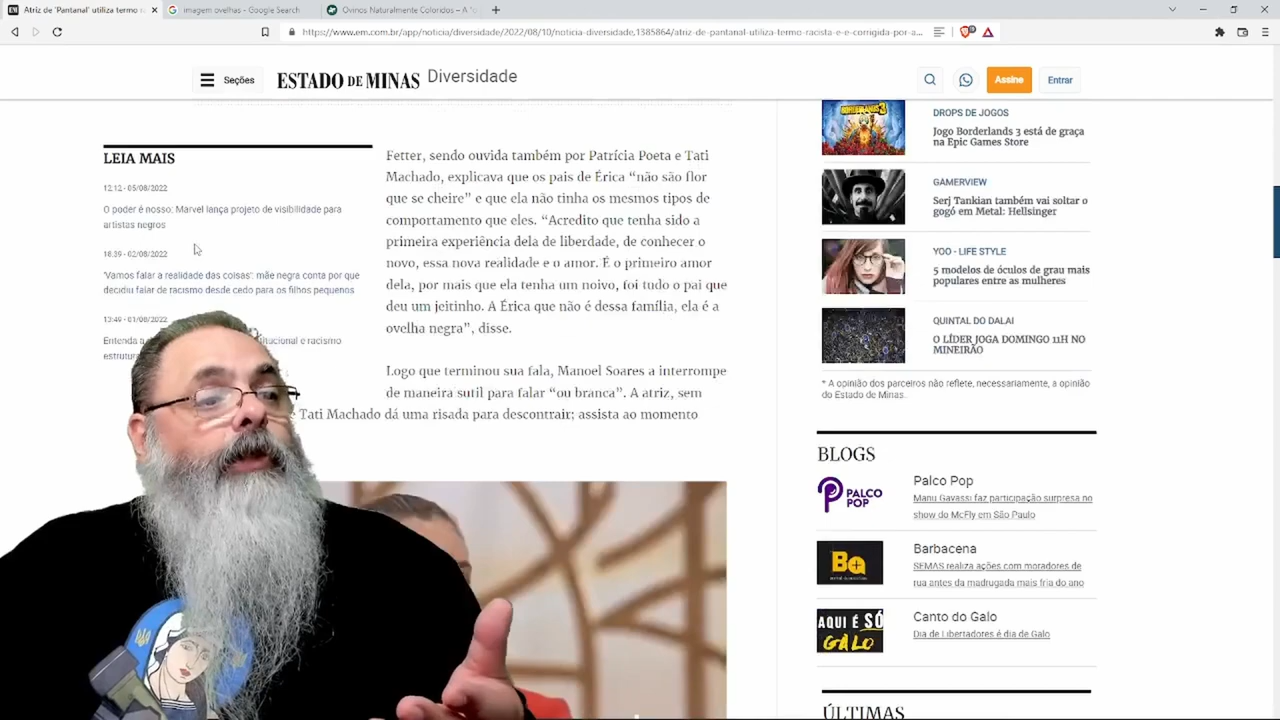 Atriz de 'Pantanal' utiliza termo ra
imagem ovelhas - Google Search
Ovinos Naturalmente Coloridos – A "o
https://www.em.com.br/app/noticia/diversidade/2022/08/10/noticia-diversidade,1385864/atriz-de-pantanal-utiliza-termo-racista-e-e-corrigida-por-a...
Seções
ESTADO DE MINAS
Diversidade
Assine
Entrar
LEIA MAIS
12:12 - 05/08/2022
O poder é nosso: Marvel lança projeto de visibilidade para
artistas negros
18:39 - 02/08/2022
'Vamos falar a realidade das coisas': mãe negra conta por que
decidiu falar de racismo desde cedo para os filhos pequenos
13:49 - 01/08/2022
Entenda a
itucional e racismo
estrutur
Fetter, sendo ouvida também por Patrícia Poeta e Tati
Machado, explicava que os pais de Érica “não são flor
que se cheire” e que ela não tinha os mesmos tipos de
comportamento que eles. “Acredito que tenha sido a
primeira experiência dela de liberdade, de conhecer o
novo, essa nova realidade e o amor. É o primeiro amor
dela, por mais que ela tenha um noivo, foi tudo o pai que
deu um jeitinho. A Érica que não é dessa família, ela é a
ovelha negra”, disse.
Logo que terminou sua fala, Manoel Soares a interrompe
de maneira sutil para falar “ou branca”. A atriz, sem
e Tati Machado dá uma risada para descontrair; assista ao momento
BORDERLANDS 3
DROPS DE JOGOS
Jogo Borderlands 3 está de graça
na Epic Games Store
GAMERVIEW
Serj Tankian também vai soltar o
gogó em Metal: Hellsinger
YOO - LIFE STYLE
5 modelos de óculos de grau mais
populares entre as mulheres
QUINTAL DO DALAI
O LÍDER JOGA DOMINGO 11H NO
MINEIRÃO
* A opinião dos parceiros não reflete, necessariamente, a opinião
do Estado de Minas.
BLOGS
PALCO
POP
Palco Pop
Manu Gavassi faz participação surpresa no
show do McFly em São Paulo
Ba
Barbacena
SEMAS realiza ações com moradores de
rua antes da madrugada mais fria do ano
AQUI É SÓ
GALO
Canto do Galo
Dia de Libertadores é dia de Galo
ÚLTIMAS